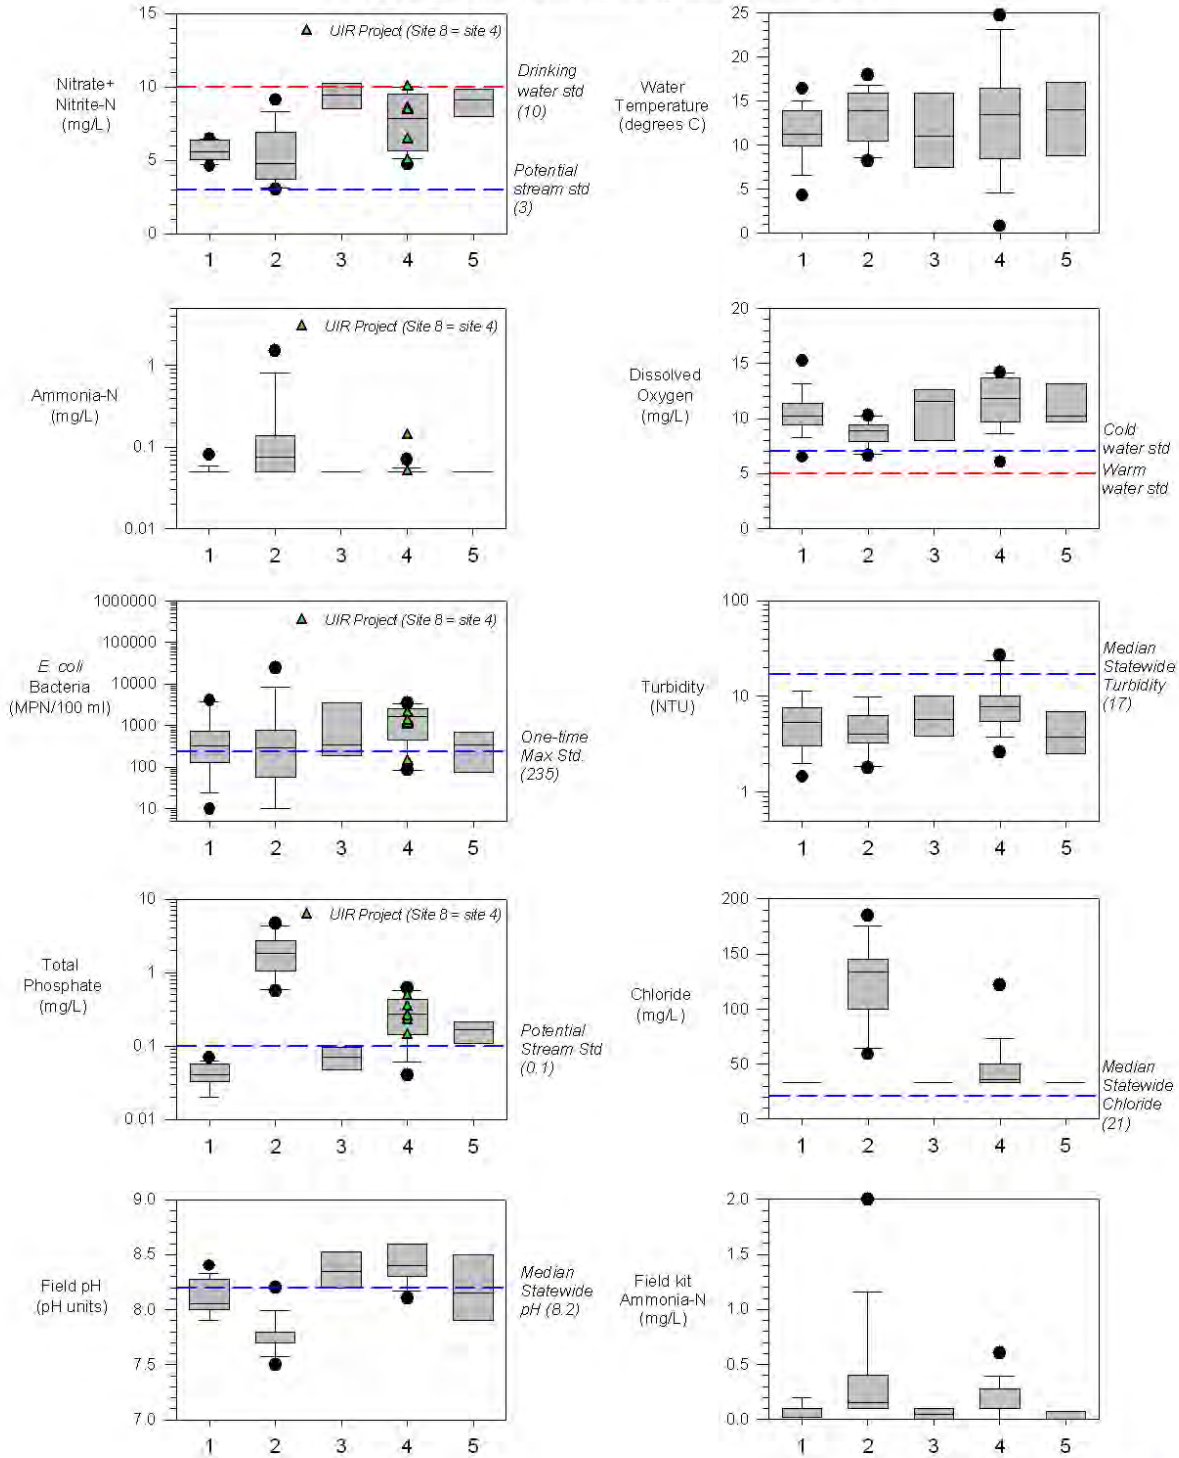 15
10
5
0
Nitrate+
Nitrite-N
(mg/L)
UIR Project (Site 8 = site 4)
Drinking
water std
(10)
Potential
stream std
(3)
1 2 3 4 5
25
20
15
10
5
0
Water
Temperature
(degrees C)
1 2 3 4 5
1
0.1
0.01
Ammonia-N
(mg/L)
UIR Project (Site 8 = site 4)
1 2 3 4 5
20
15
10
5
0
Dissolved
Oxygen
(mg/L)
Cold
water std
Warm
water std
1 2 3 4 5
1000000
100000
10000
1000
100
10
E. coli
Bacteria
(MPN/100 ml)
UIR Project (Site 8 = site 4)
One-time
Max Std.
(235)
1 2 3 4 5
100
10
1
Turbidity
(NTU)
Median
Statewide
Turbidity
(17)
1 2 3 4 5
10
1
0.1
0.01
Total
Phosphate
(mg/L)
UIR Project (Site 8 = site 4)
Potential
Stream Std
(0.1)
1 2 3 4 5
200
150
100
50
0
Chloride
(mg/L)
Median
Statewide
Chloride
(21)
1 2 3 4 5
9.0
8.5
8.0
7.5
7.0
Field pH
(pH units)
Median
Statewide
pH (8.2)
1 2 3 4 5
2.0
1.5
1.0
0.5
0.0
Field kit
Ammonia-N
(mg/L)
1 2 3 4 5